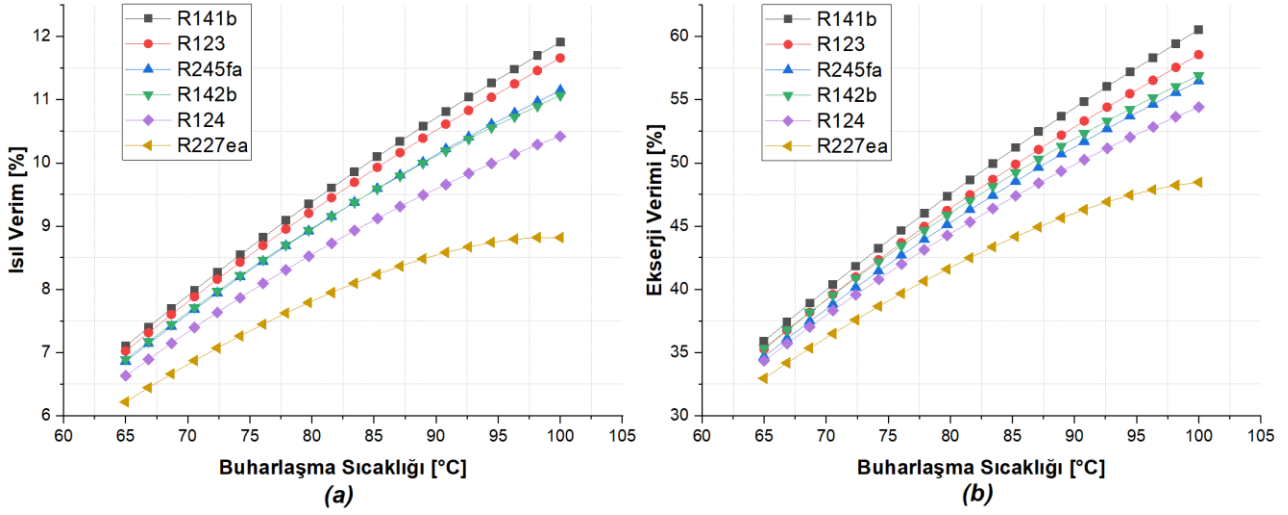 R141b
R123
R245fa
R142b
R124
R227ea
12
11
10
9
8
7
6
Isıl Verim [%]
60 65 70 75 80 85 90 95 100 105
Buharlaşma Sıcaklığı [°C]
(a)
R141b
R123
R245fa
R142b
R124
R227ea
60
55
50
45
40
35
30
Ekserji Verimi [%]
60 65 70 75 80 85 90 95 100 105
Buharlaşma Sıcaklığı [°C]
(b)